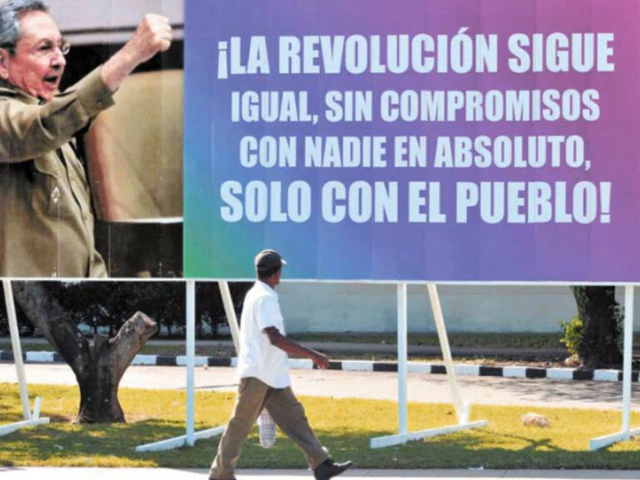 ¡LA REVOLUCIÓN SIGUE
IGUAL, SIN COMPROMISOS
CON NADIE EN ABSOLUTO,
SOLO CON EL PUEBLO!